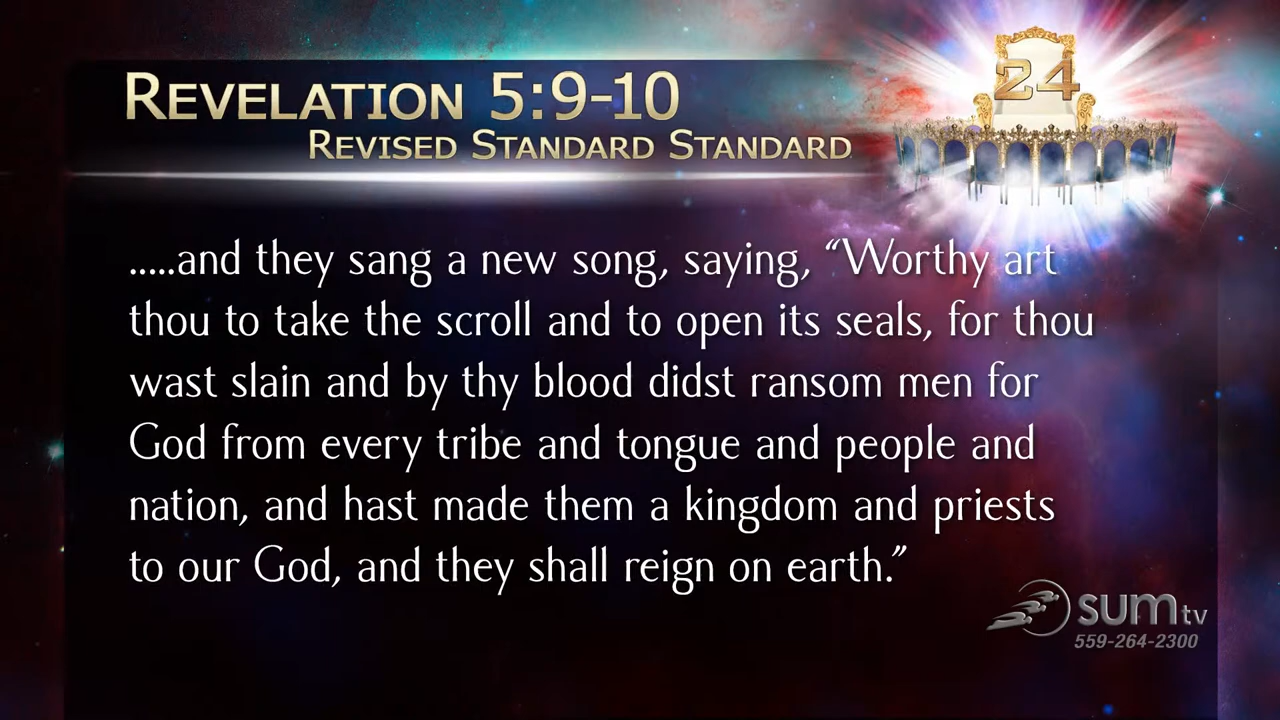 REVELATION 5:9-10
REVISED STANDARD STANDARD
24
.....and they sang a new song, saying, “Worthy art
thou to take the scroll and to open its seals, for thou
wast slain and by thy blood didst ransom men for
God from every tribe and tongue and people and
nation, and hast made them a kingdom and priests
to our God, and they shall reign on earth.”
sumtv
559-264-2300